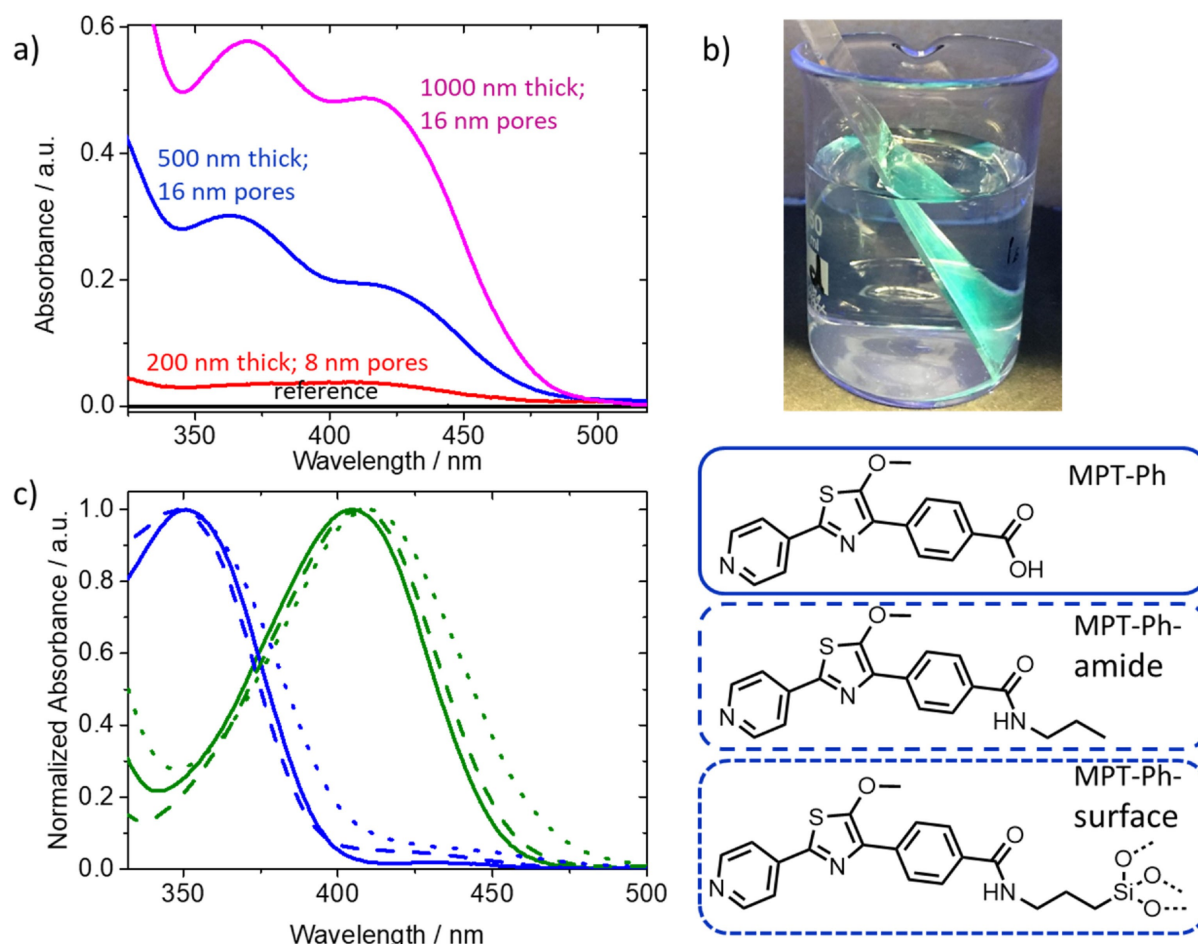 a)
0.6
0.4
0.2
0.0
Absorbance / a.u.
1000 nm thick;
16 nm pores
500 nm thick;
16 nm pores
200 nm thick; 8 nm pores
reference
350
400
450
500
Wavelength / nm
b)
c)
1.0
0.8
0.6
0.4
0.2
0.0
Normalized Absorbance / a.u.
350
400
450
500
Wavelength / nm
MPT-Ph
O
S
N
N
O
OH
MPT-Ph-
amide
O
S
N
N
O
HN
MPT-Ph-
surface
O
S
N
N
O
HN
O
Si
O
O